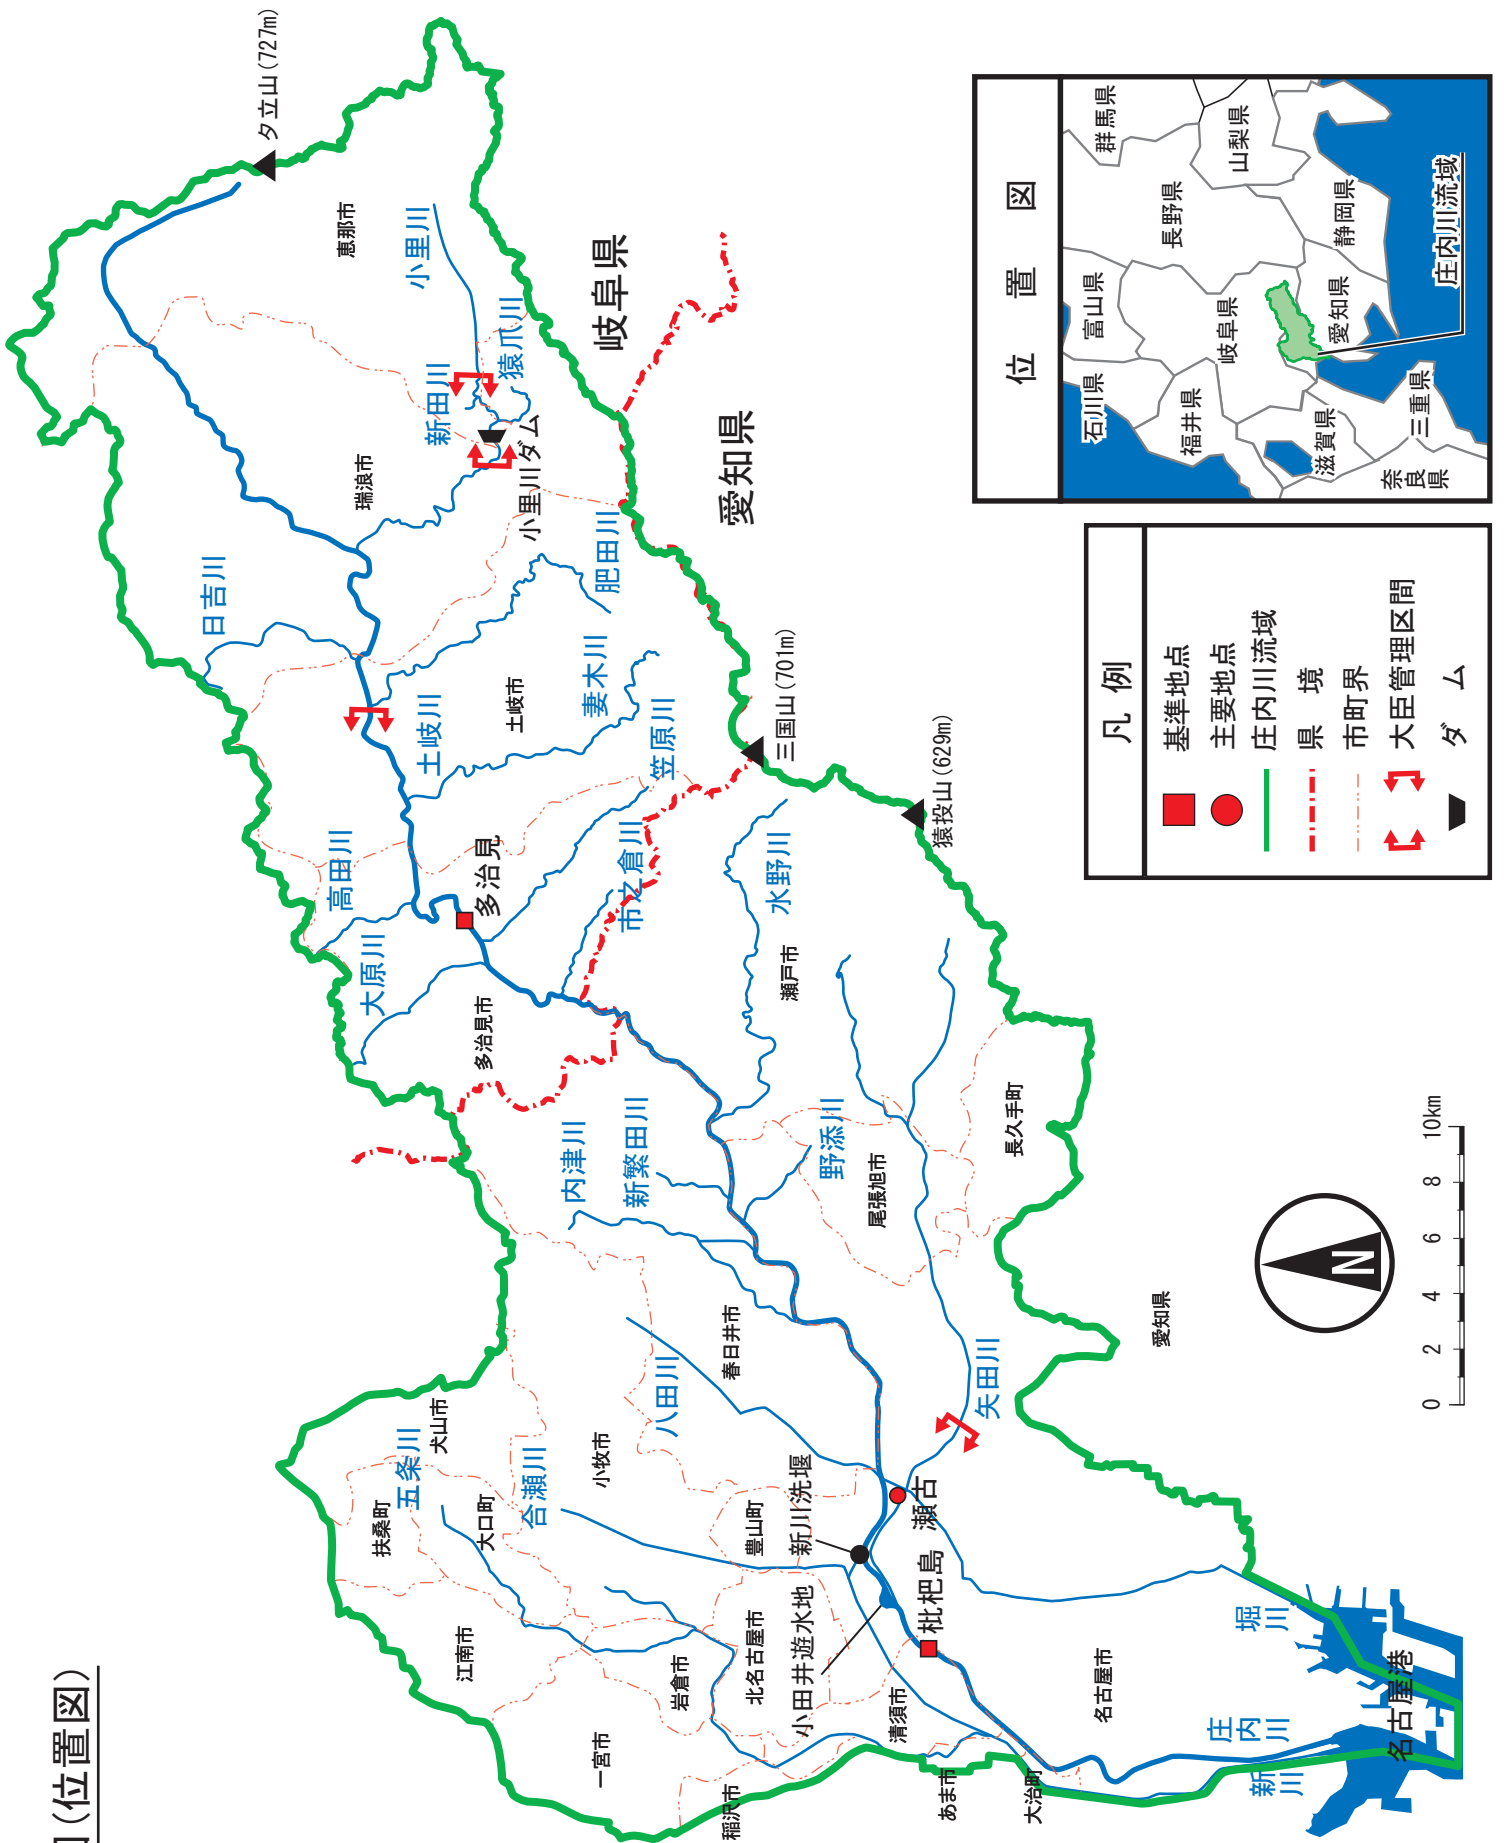 (位置図)
夕立山(727m)
恵那市
小里川
猿爪川
新田川
小里川ダム
瑞浪市
日吉川
肥田川
妻木川
土岐市
土岐川
笠原川
岐阜県
愛知県
三国山(701m)
猿投山(629m)
高田川
大原川
多治見
多治見市
市之倉川
水野川
瀬戸市
内津川
新繁田川
野添川
尾張旭市
長久手町
愛知県
春日井市
八田川
矢田川
犬山市
五条川
扶桑町
大口町
合瀬川
小牧市
豊山町
新川洗堰
瀬古
枇杷島
小田井遊水地
北名古屋市
岩倉市
江南市
一宮市
稲沢市
清須市
あま市
大治町
名古屋市
堀川
庄内川
新川
名古屋港
位置図
群馬県
山梨県
長野県
静岡県
富山県
岐阜県
愛知県
石川県
福井県
滋賀県
三重県
奈良県
庄内川流域
凡例
基準地点
主要地点
庄内川流域
県境
市町界
大臣管理区間
ダム
N
0 2 4 6 8 10km